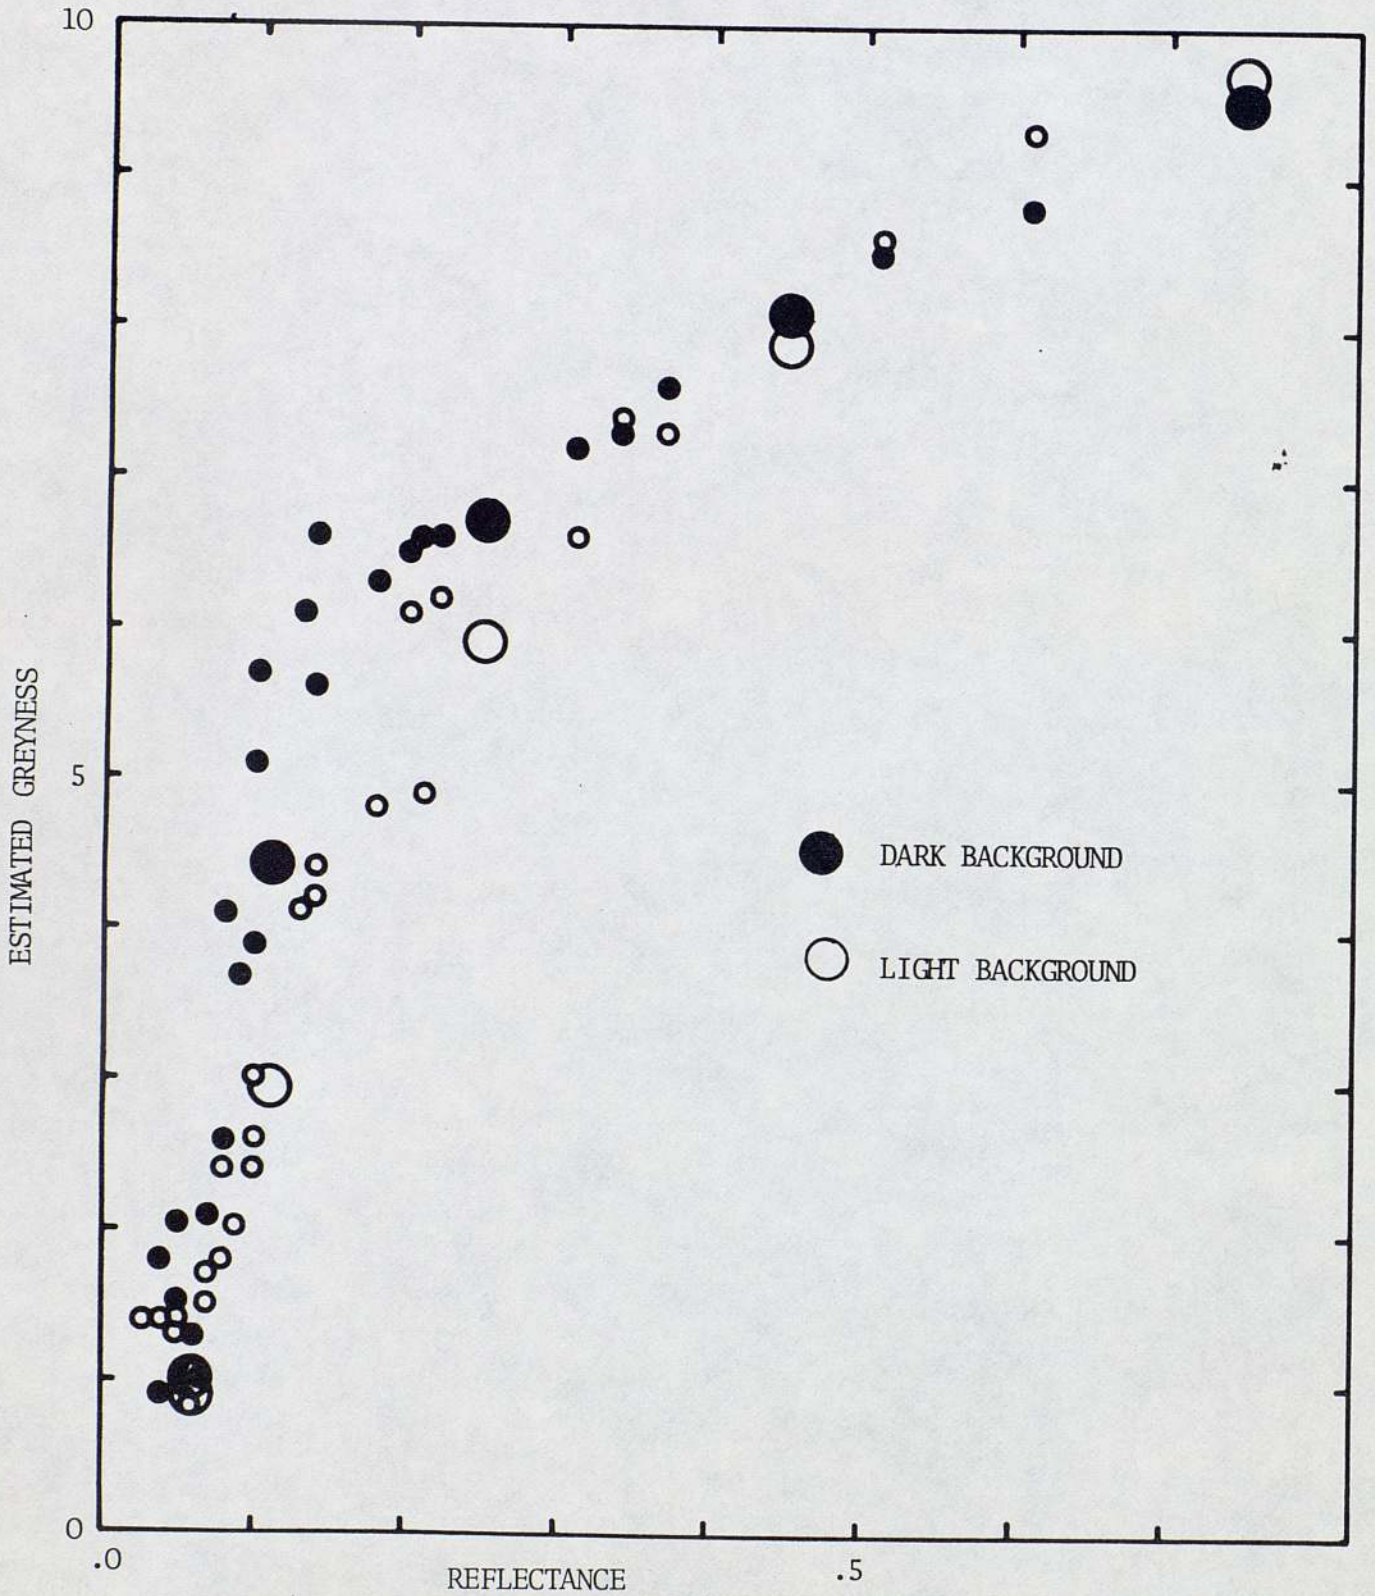 10
ESTIMATED GREYNESS
5
DARK BACKGROUND
LIGHT BACKGROUND
0
.0
.5
REFLECTANCE